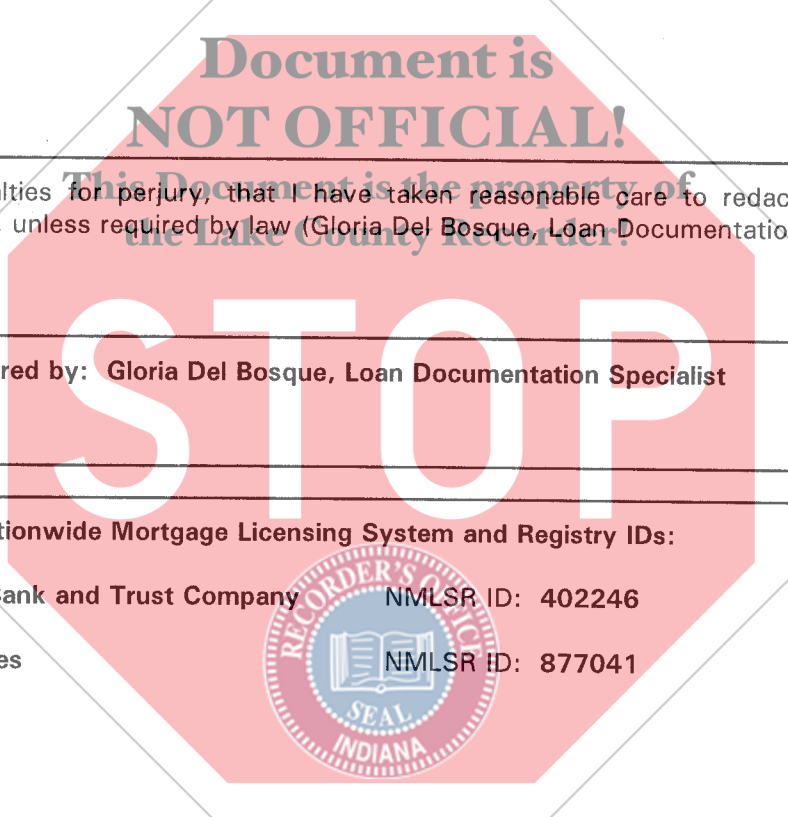 Document is
NOT OFFICIAL!
This Document is the property of
the Lake County Recorder!
lties for perjury, that I have taken reasonable care to redac
unless required by law (Gloria Del Bosque, Loan Documentatio
STOP
red by: Gloria Del Bosque, Loan Documentation Specialist
tionwide Mortgage Licensing System and Registry IDs:
ank and Trust Company NMLSR ID: 402246
es NMLSR ID: 877041
RECORDER'S OFFICE
SEAL
INDIANA